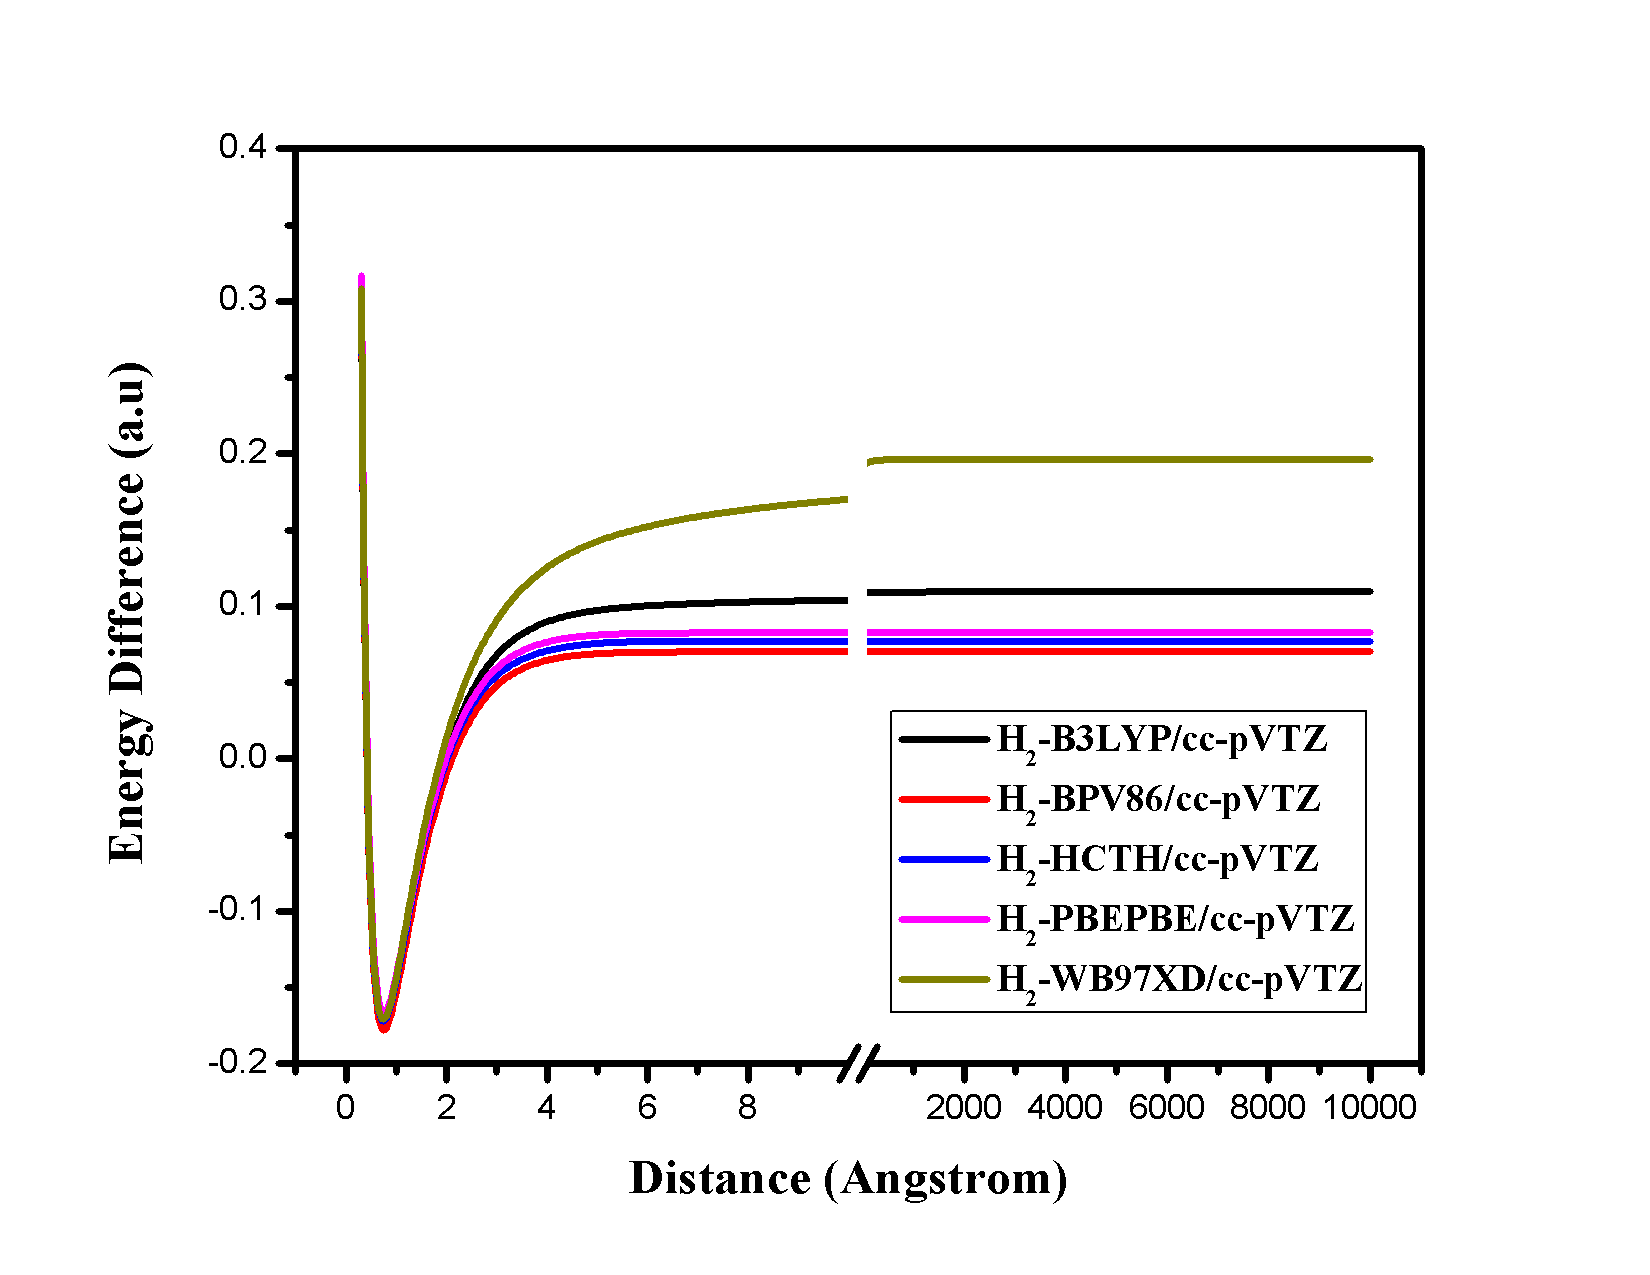 0.4
0.3
0.2
0.1
0.0
-0.1
-0.2
Energy Difference (a.u)
H₂-B3LYP/cc-pVTZ
H₂-BPV86/cc-pVTZ
H₂-HCTH/cc-pVTZ
H₂-PBEPBE/cc-pVTZ
H₂-WB97XD/cc-pVTZ
0 2 4 6 8 2000 4000 6000 8000 10000
Distance (Angstrom)